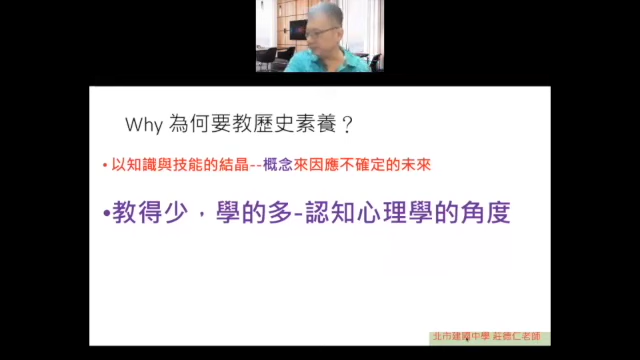 Why 為何要教歷史素養？
• 以知識與技能的結晶--概念來因應不確定的未來
•教得少，學的多-認知心理學的角度
北市建國中學 莊德仁老師